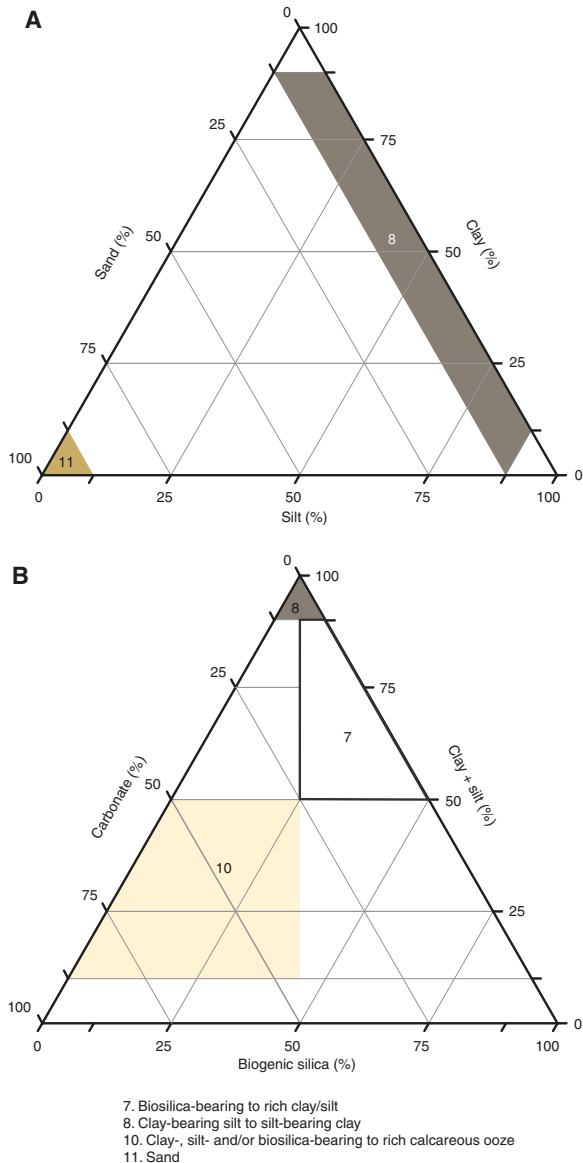 A
0
100
25
75
Sand (%)
Clay (%)
50
8
50
75
25
100
11
0
0
25
50
75
100
Silt (%)
B
0
100
8
25
75
7
Carbonate (%)
Clay + silt (%)
50
50
10
75
25
100
0
0
25
50
75
100
Biogenic silica (%)
7. Biosilica-bearing to rich clay/silt
8. Clay-bearing silt to silt-bearing clay
10. Clay-, silt- and/or biosilica-bearing to rich calcareous ooze
11. Sand